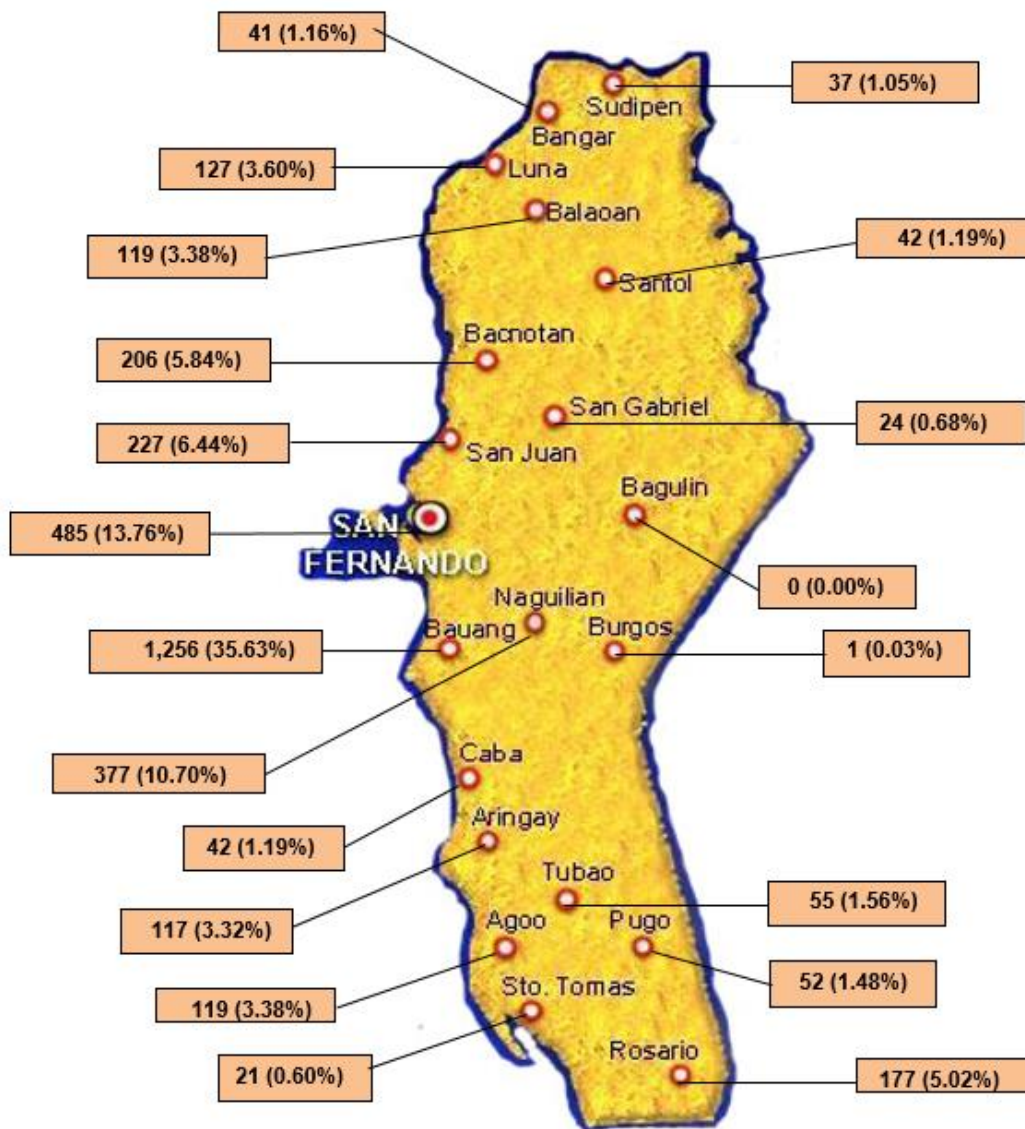 41 (1.16%)
37 (1.05%)
Sudipen
Bangar
127 (3.60%)
Luna
Balaoan
119 (3.38%)
42 (1.19%)
Santol
Bacnotan
206 (5.84%)
San Gabriel
24 (0.68%)
227 (6.44%)
San Juan
Bagulin
485 (13.76%)
SAN
FERNANDO
0 (0.00%)
Naguilian
1,256 (35.63%)
Bauang
Burgos
1 (0.03%)
377 (10.70%)
Caba
42 (1.19%)
Aringay
Tubao
55 (1.56%)
117 (3.32%)
Agoo
Pugo
52 (1.48%)
119 (3.38%)
Sto. Tomas
21 (0.60%)
Rosario
177 (5.02%)